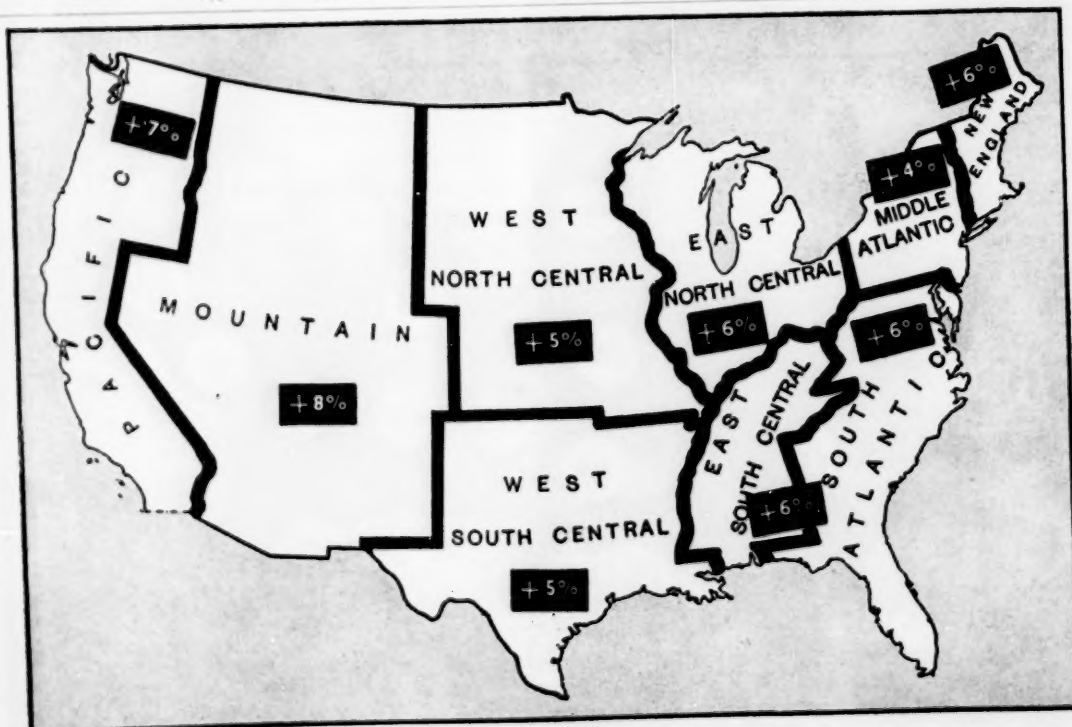 +7%
PACIFIC
MOUNTAIN
+8%
WEST
NORTH CENTRAL
+5%
WEST
SOUTH CENTRAL
+5%
EAST
NORTH CENTRAL
+6%
EAST
SOUTH CENTRAL
+6%
+6%
NEW
ENGLAND
+4%
MIDDLE
ATLANTIC
+6%
SOUTH
ATLANTIC